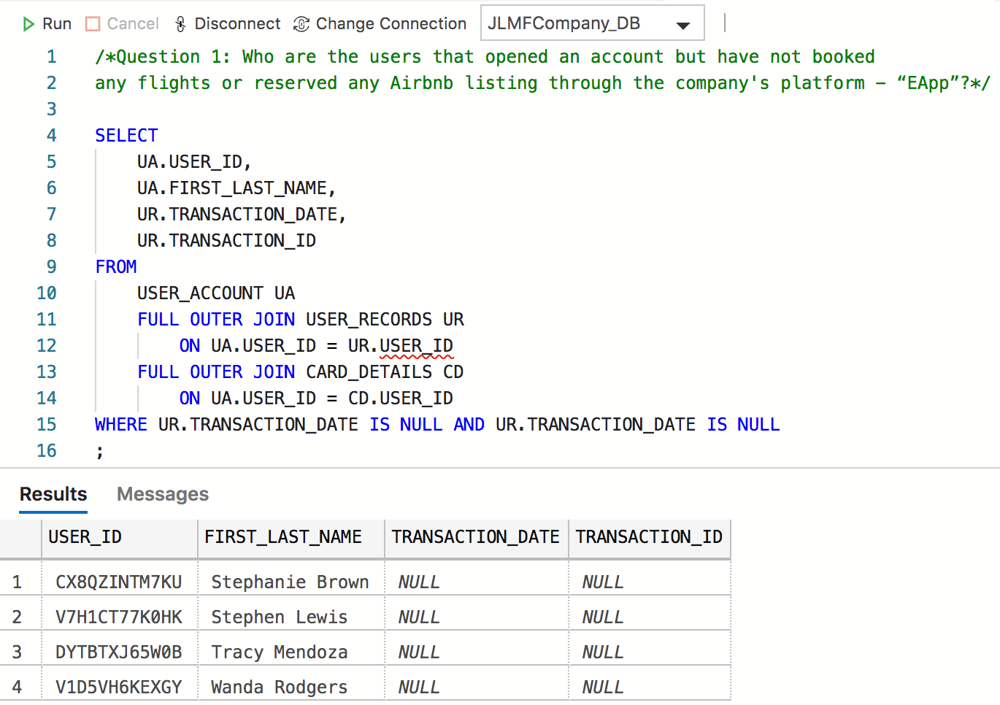 Run Cancel Disconnect Change Connection JLMFCompany_DB
1 /*Question 1: Who are the users that opened an account but have not booked
2 any flights or reserved any Airbnb listing through the company's platform – “EApp”?*/
3
4 SELECT
5 UA.USER_ID,
6 UA.FIRST_LAST_NAME,
7 UR.TRANSACTION_DATE,
8 UR.TRANSACTION_ID
9 FROM
10 USER_ACCOUNT UA
11 FULL OUTER JOIN USER_RECORDS UR
12 ON UA.USER_ID = UR.USER_ID
13 FULL OUTER JOIN CARD_DETAILS CD
14 ON UA.USER_ID = CD.USER_ID
15 WHERE UR.TRANSACTION_DATE IS NULL AND UR.TRANSACTION_DATE IS NULL
16 ;
Results Messages
USER_ID FIRST_LAST_NAME TRANSACTION_DATE TRANSACTION_ID
1 CX8QZINTM7KU Stephanie Brown NULL NULL
2 V7H1CT77K0HK Stephen Lewis NULL NULL
3 DYTBTXJ65W0B Tracy Mendoza NULL NULL
4 V1D5VH6KEXGY Wanda Rodgers NULL NULL